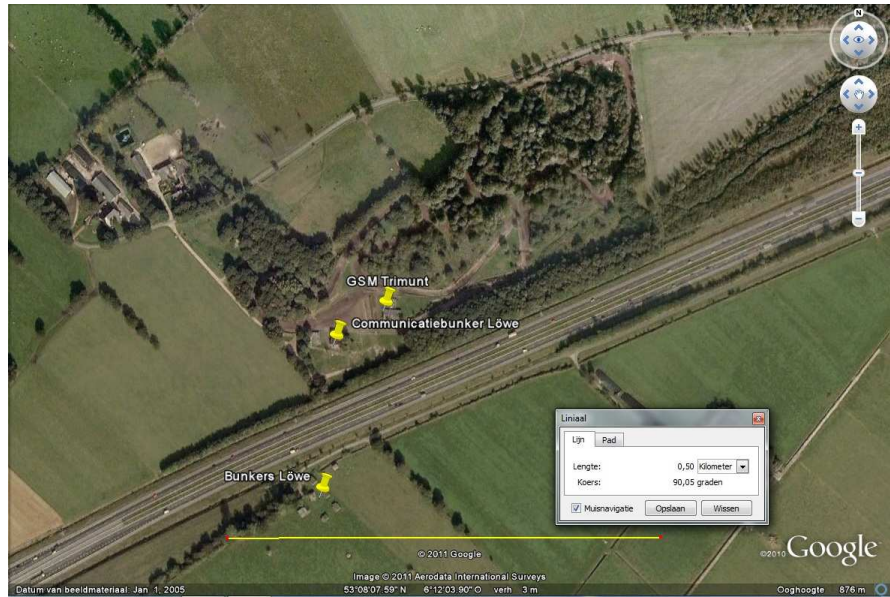 N
GSM Trimunt
Communicatiebunker Löwe
Bunkers Löwe
Liniaal
Lijn Pad
Lengte: 0,50 Kilometer
Koers: 90,05 graden
Muisnavigatie Opslaan Wissen
© 2011 Google
©2010 Google
Image © 2011 Aerodata International Surveys
Datum van beeldmateriaal: Jan 1, 2005 53°08'07.59" N 6°12'03.90" O verh 3 m Ooghoogte 876 m